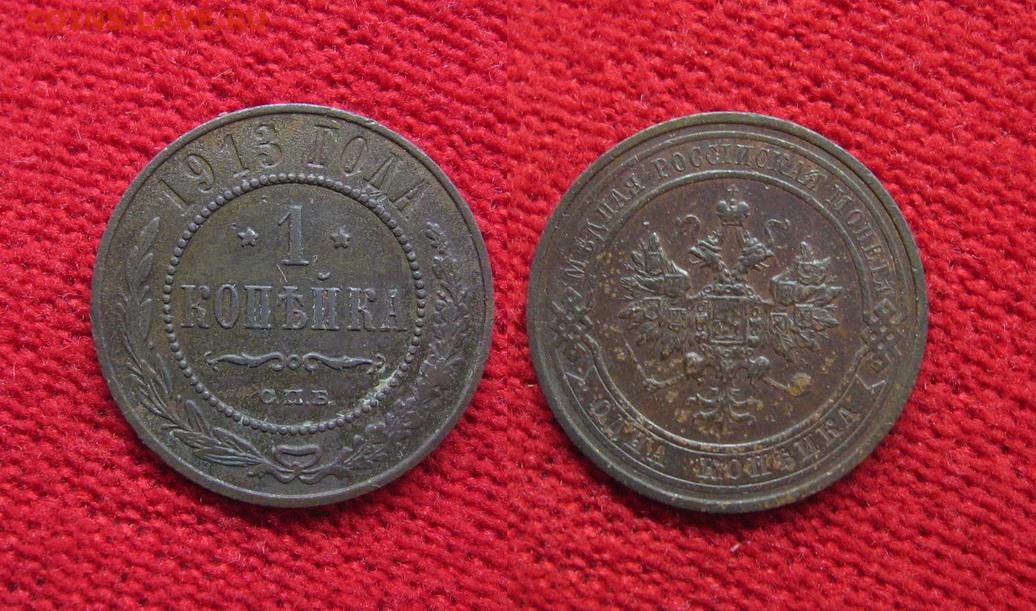 COINS.LAVE.RU
1913 ГОДА
1
КОПѢЙКА
С.П.Б.
МѢДНАЯ РОССІЙСКАЯ МОНЕТА
ОДНА КОПѢЙКА